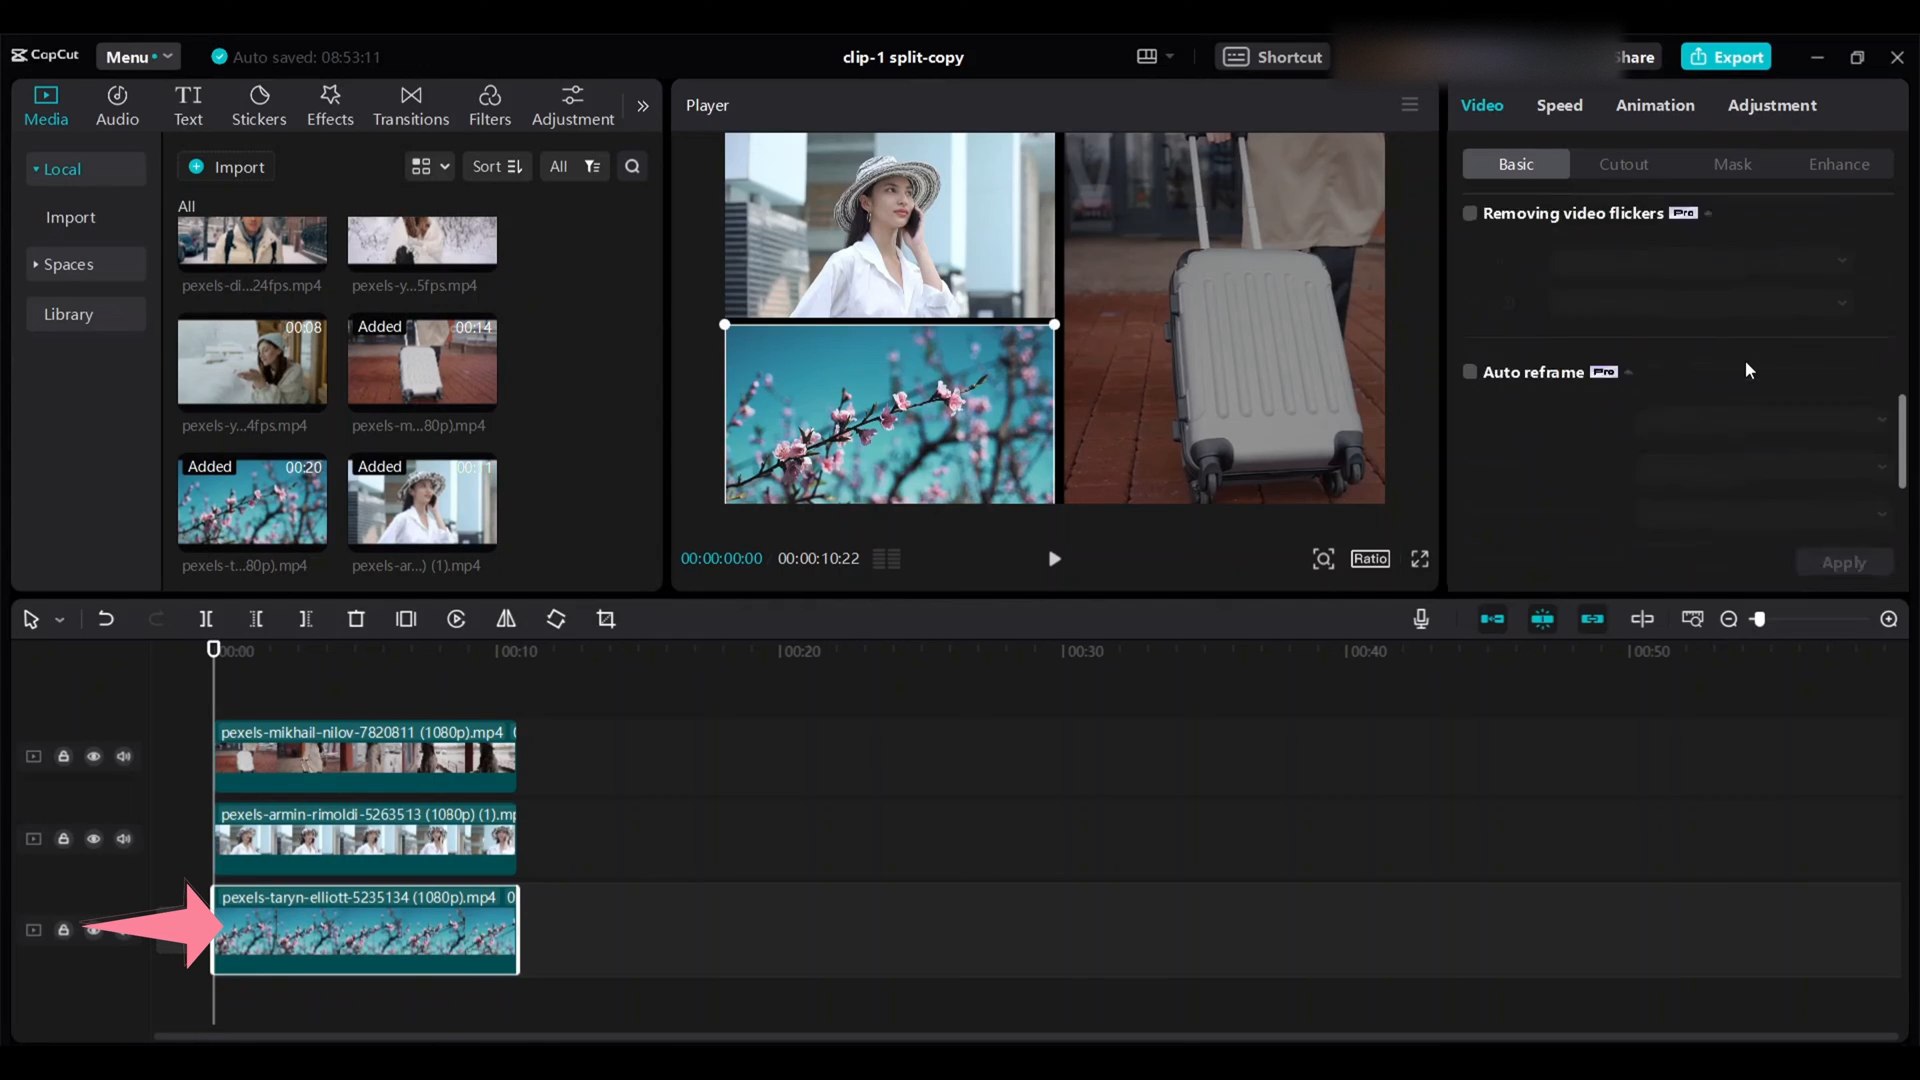 CapCut
Menu
Auto saved: 08:53:11
clip-1 split-copy
Shortcut
Share
Export
Media
Audio
TI
Text
Stickers
Effects
Transitions
Filters
Adjustment
Player
Video
Speed
Animation
Adjustment
Local
Import
Spaces
Library
Import
Sort
All
All
pexels-di...24fps.mp4
pexels-y...5fps.mp4
00:08
pexels-y...4fps.mp4
Added
00:14
pexels-m...80p).mp4
Added
00:20
pexels-t...80p).mp4
Added
00:11
pexels-ar...) (1).mp4
00:00:00:00
00:00:10:22
Ratio
Basic
Cutout
Mask
Enhance
Removing video flickers Pro
Auto reframe Pro
Apply
00:00
00:10
00:20
00:30
00:40
00:50
pexels-mikhail-nilov-7820811 (1080p).mp4
pexels-armin-rimoldi-5263513 (1080p) (1).mp
pexels-taryn-elliott-5235134 (1080p).mp4 0